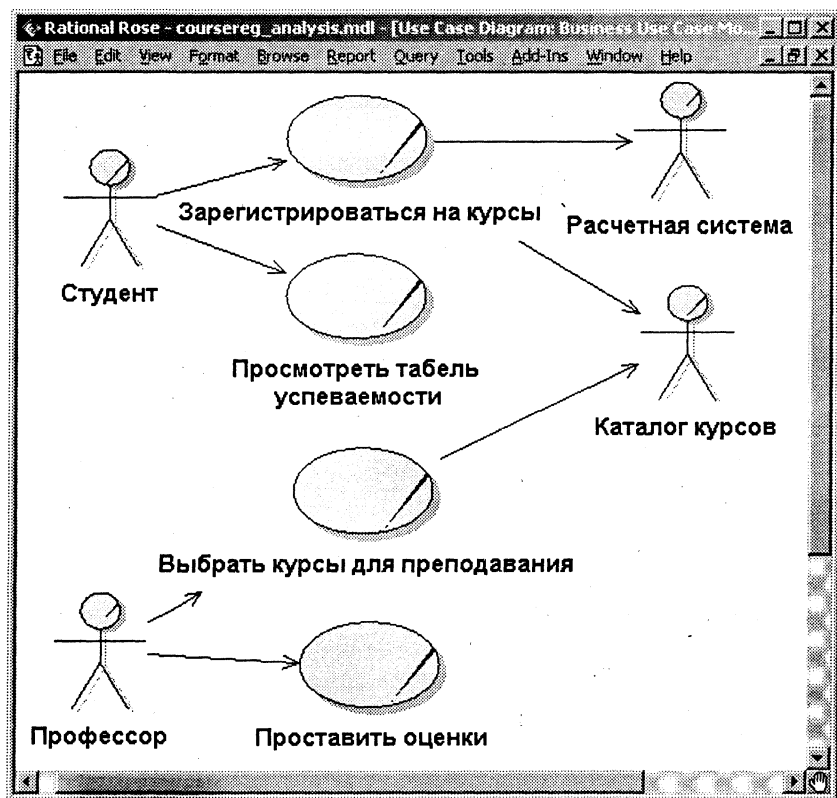 Rational Rose - coursereg_analysis.mdl - [Use Case Diagram: Business Use Case Mo...
File Edit View Format Browse Report Query Tools Add-Ins Window Help
Зарегистрироваться на курсы
Расчетная система
Студент
Просмотреть табель
успеваемости
Каталог курсов
Выбрать курсы для преподавания
Профессор
Проставить оценки